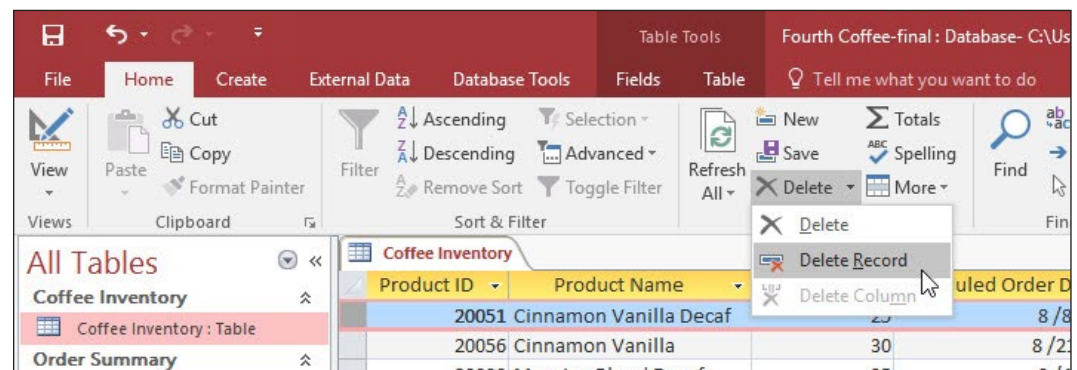 Table Tools Fourth Coffee-final : Database- C:\Us
File Home Create External Data Database Tools Fields Table Tell me what you want to do
View Paste Cut Copy Format Painter
Filter Ascending Descending Remove Sort Selection Advanced Toggle Filter
Refresh All New Save Delete Totals Spelling More Find
Views Clipboard Sort & Filter Fin
Delete
Delete Record
Delete Column
All Tables
Coffee Inventory
Coffee Inventory : Table
Order Summary
Coffee Inventory
Product ID Product Name uled Order D
20051 Cinnamon Vanilla Decaf 25 8 /8
20056 Cinnamon Vanilla 30 8 /2